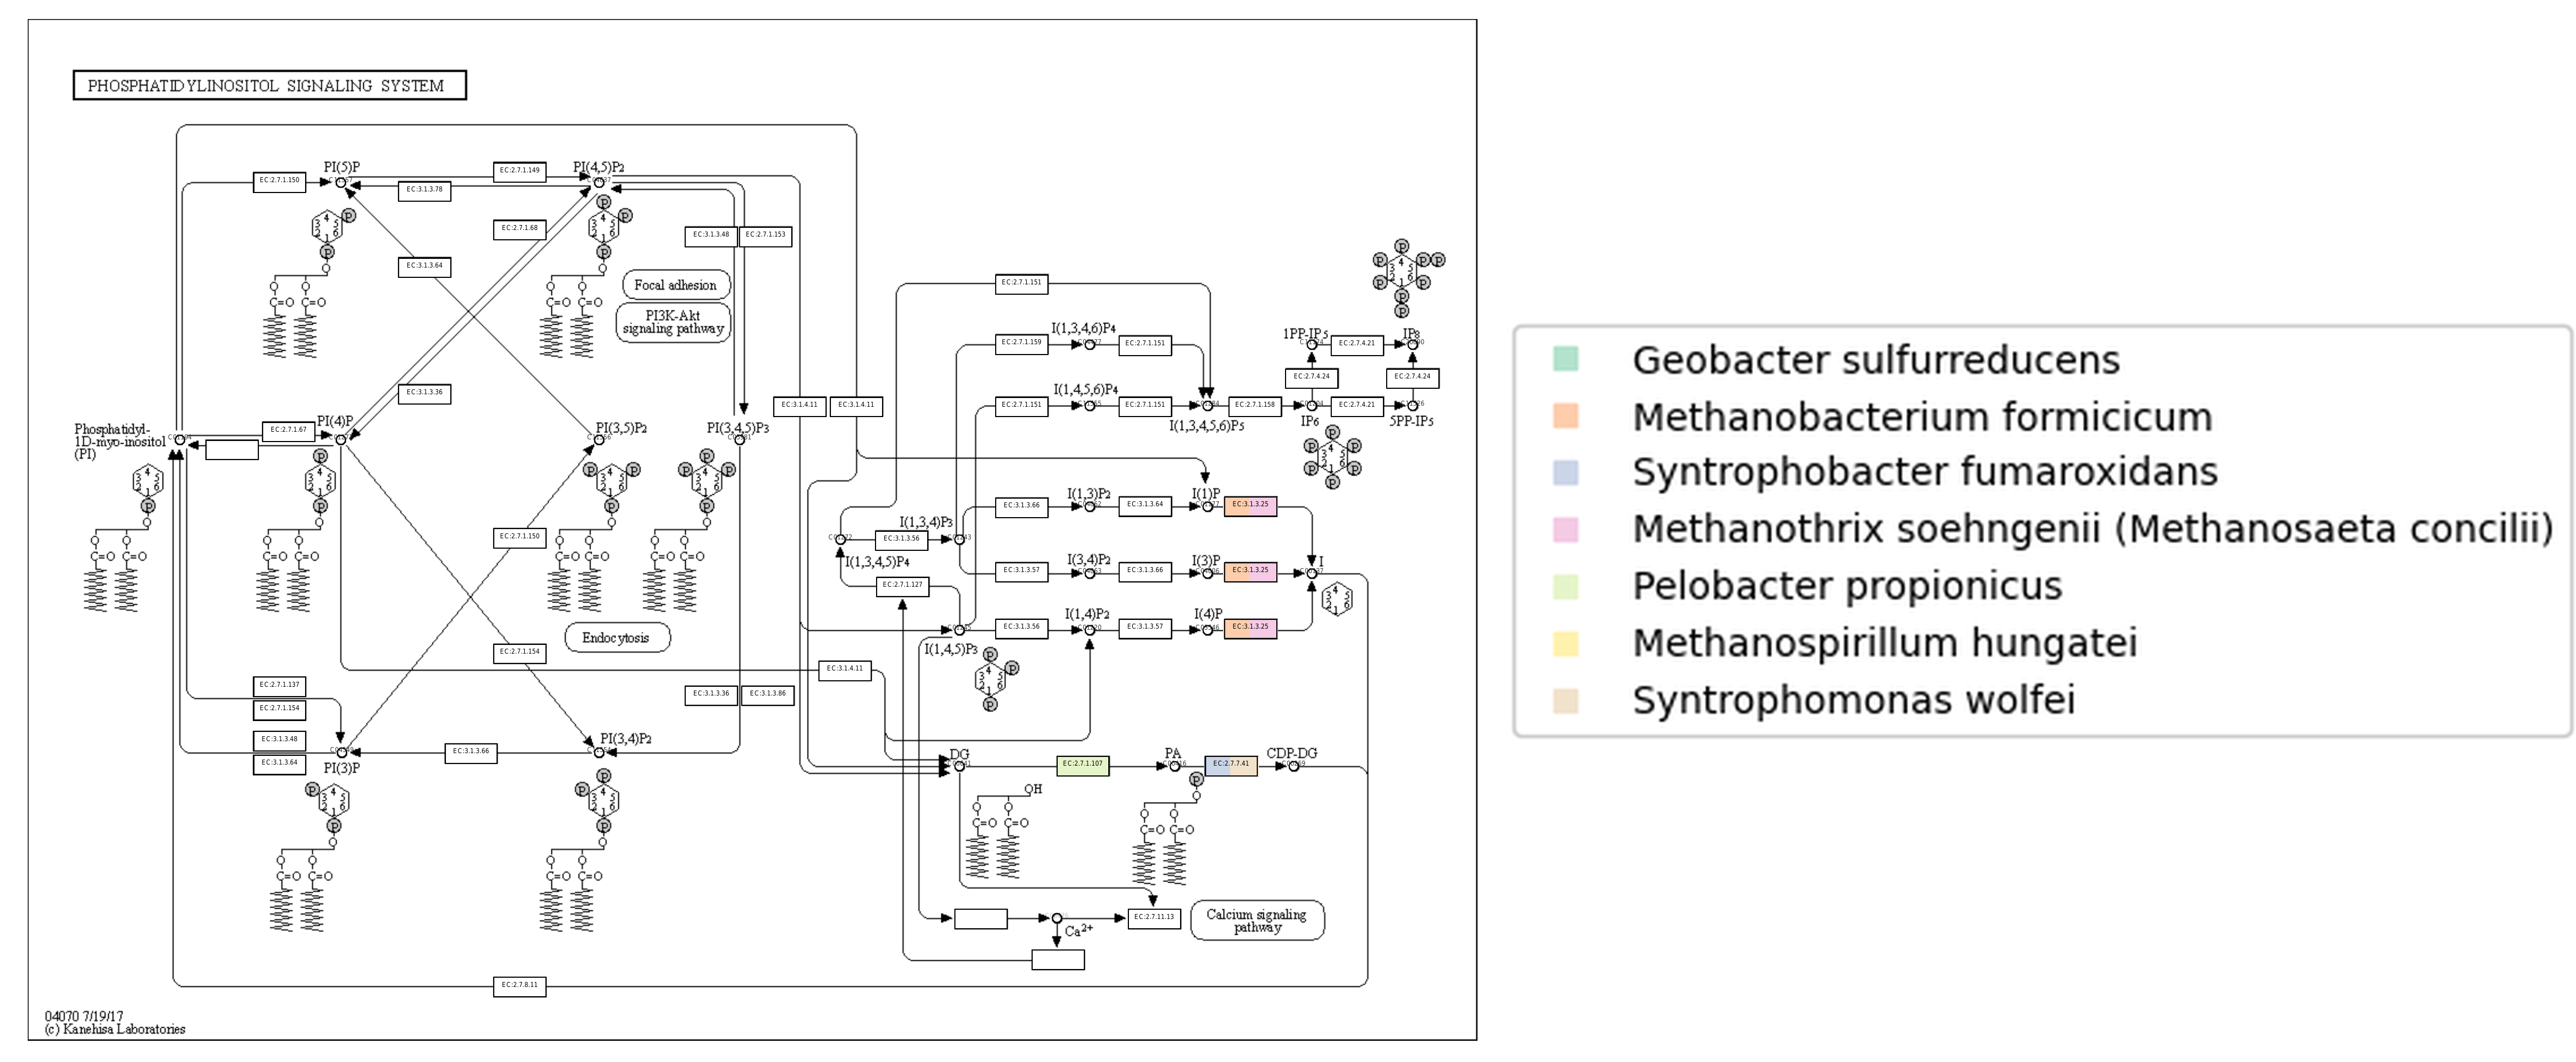 PHOSPHATIDYLINOSITOL SIGNALING SYSTEM
PI(5)P
PI(4,5)P2
EC:2.7.1.150
EC:2.7.1.149
EC:3.1.3.78
EC:2.7.1.68
EC:3.1.3.64
EC:3.1.3.48
EC:2.7.1.153
Focal adhesion
PI3K-Akt
signaling pathway
EC:3.1.3.36
EC:3.1.4.11
EC:3.1.4.11
Phosphatidyl-
1D-myo-inositol
(PI)
EC:2.7.1.67
PI(4)P
PI(3,5)P2
PI(3,4,5)P3
EC:2.7.1.150
Endocytosis
EC:2.7.1.154
EC:2.7.1.137
EC:2.7.1.154
EC:3.1.3.48
EC:3.1.3.64
PI(3)P
EC:3.1.3.66
PI(3,4)P2
EC:3.1.3.36
EC:3.1.3.86
EC:3.1.4.11
EC:2.7.1.151
I(1,3,4,6)P4
EC:2.7.1.159
EC:2.7.1.151
I(1,4,5,6)P4
EC:2.7.1.151
EC:2.7.1.151
I(1,3,4,5,6)P5
EC:2.7.1.158
IP6
EC:2.7.4.21
5PP-IP5
EC:2.7.4.24
EC:2.7.4.24
1PP-IP5
EC:2.7.4.21
IP8
I(1,3,4)P3
EC:3.1.3.56
I(1,3,4,5)P4
EC:2.7.1.127
EC:3.1.3.66
I(1,3)P2
EC:3.1.3.64
I(1)P
EC:3.1.3.25
EC:3.1.3.57
I(3,4)P2
EC:3.1.3.66
I(3)P
EC:3.1.3.25
I
I(1,4,5)P3
EC:3.1.3.56
I(1,4)P2
EC:3.1.3.57
I(4)P
EC:3.1.3.25
DG
EC:2.7.1.107
PA
EC:2.7.7.41
CDP-DG
OH
Ca2+
EC:2.7.11.13
Calcium signaling
pathway
EC:2.7.8.11
04070 7/19/17
(c) Kanehisa Laboratories
Geobacter sulfurreducens
Methanobacterium formicicum
Syntrophobacter fumaroxidans
Methanothrix soehngenii (Methanosaeta concilii)
Pelobacter propionicus
Methanospirillum hungatei
Syntrophomonas wolfei